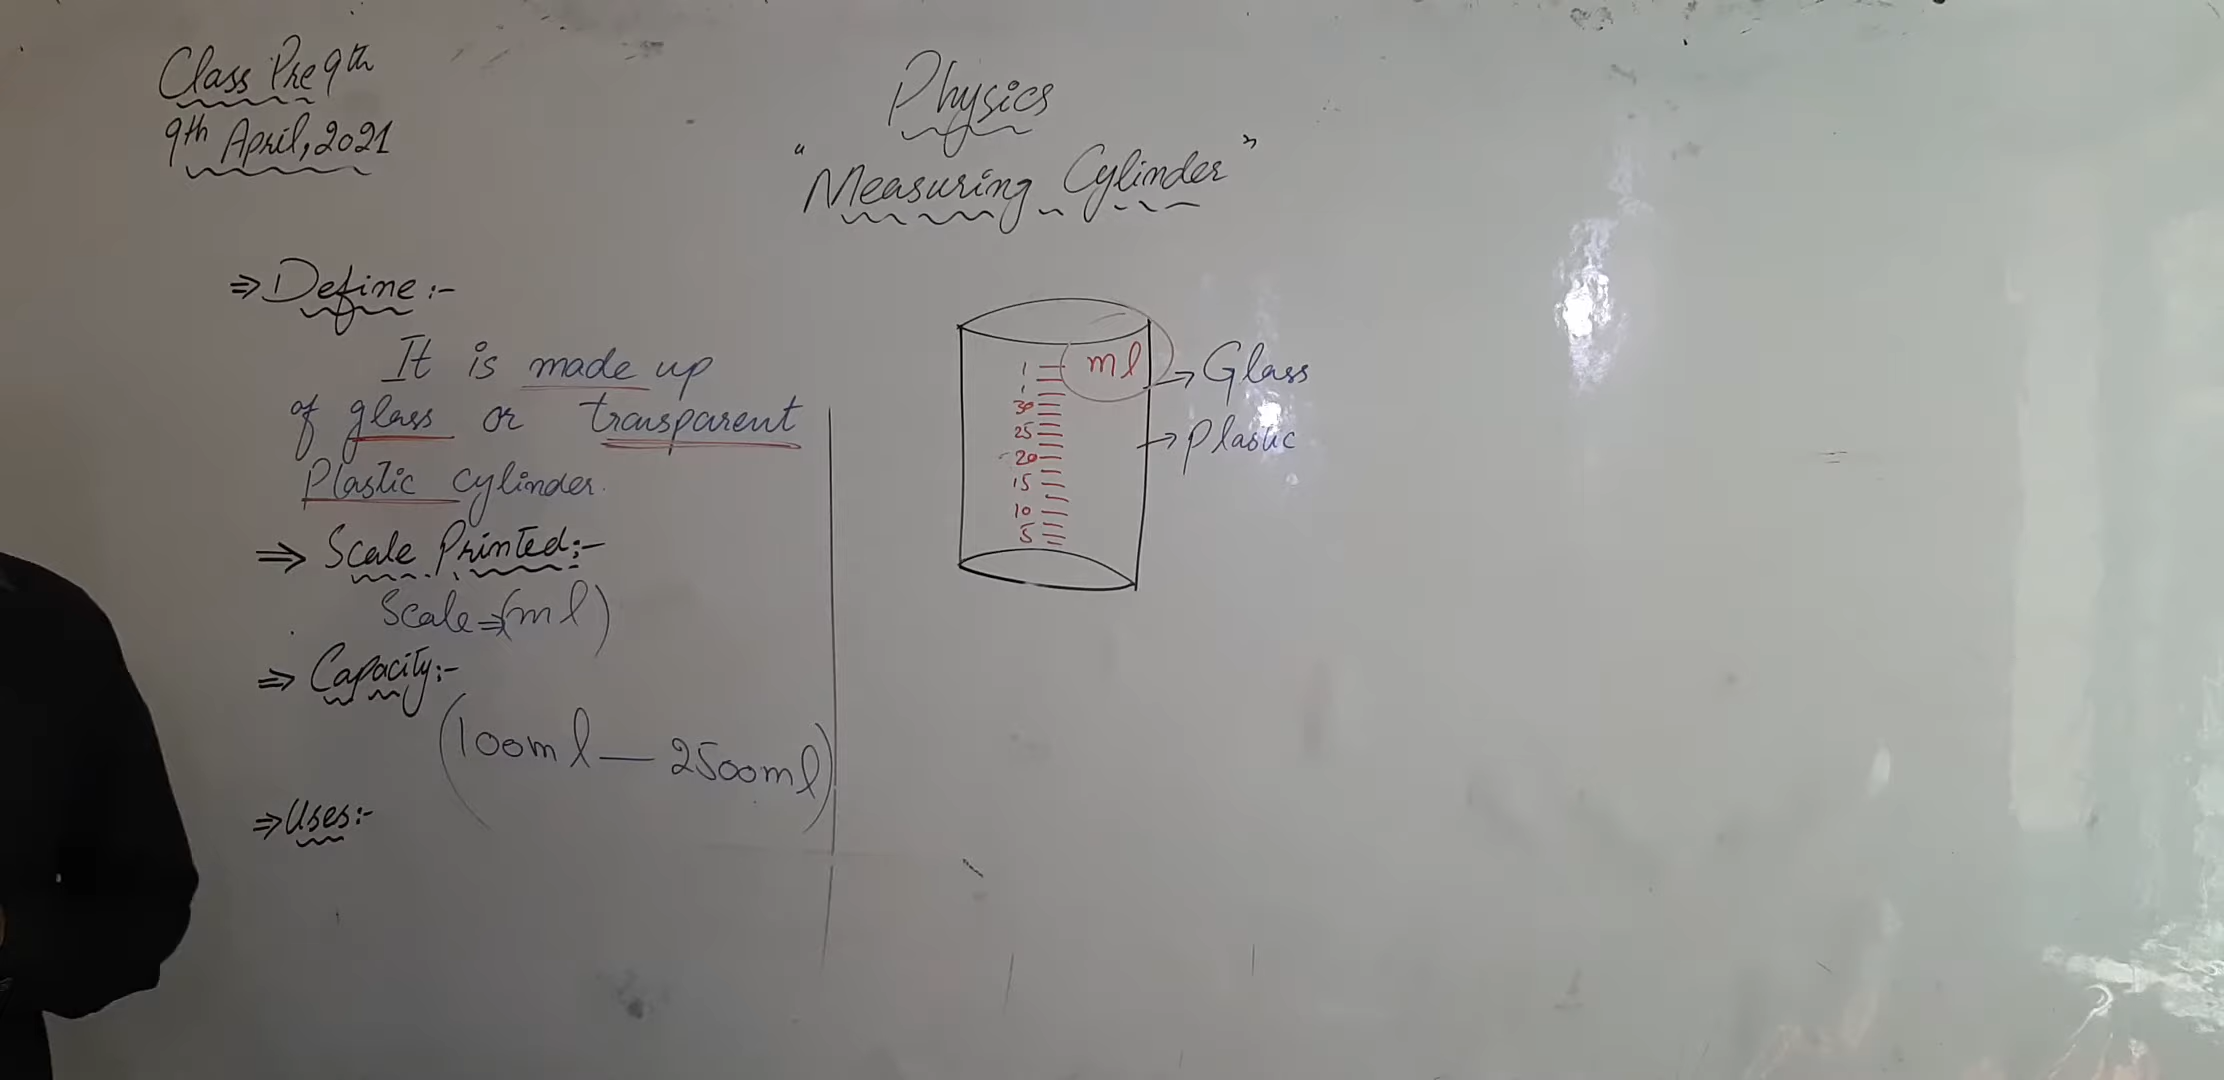 Class Pre 9th
9th April, 2021
Physics
"Measuring Cylinder"
⇒ Define :-
It is made up
of glass or transparent
Plastic cylinder.
⇒ Scale Printed:-
Scale ⇒ (ml)
⇒ Capacity:-
(100ml — 2500ml)
⇒ Uses:-
ml
30
25
20
15
10
5
→ Glass
→ Plastic